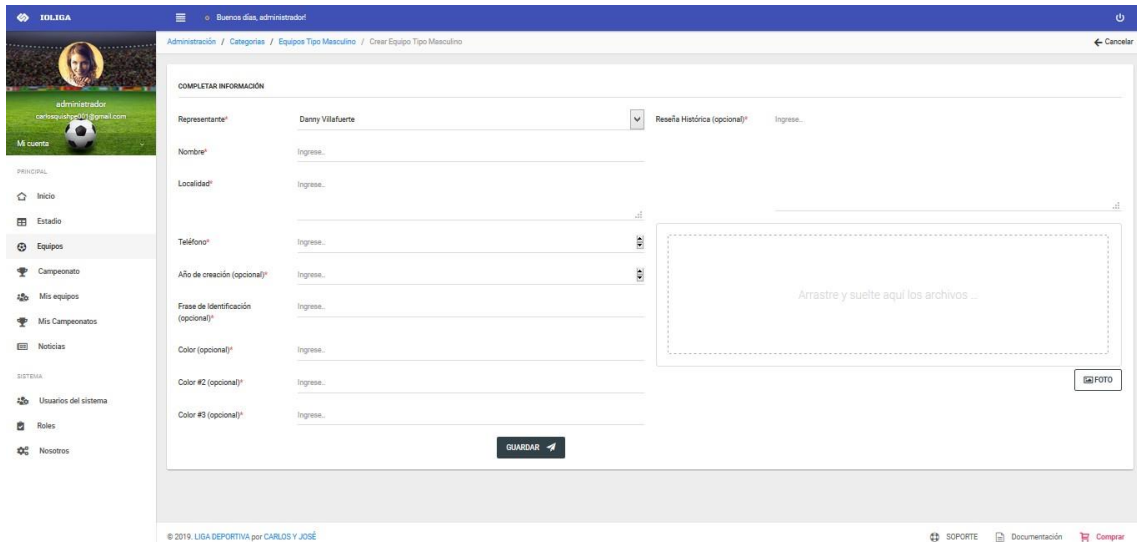 IOLIGA
Buenos días, administrador!
Administración / Categorias / Equipos Tipo Masculino / Crear Equipo Tipo Masculino
Cancelar
administrador
carlosquishpe001@gmail.com
Mi cuenta
PRINCIPAL
Inicio
Estadio
Equipos
Campeonato
Mis equipos
Mis Campeonatos
Noticias
SISTEMA
Usuarios del sistema
Roles
Nosotros
COMPLETAR INFORMACIÓN
Representante* Danny Villafuerte
Nombre* Ingrese..
Localidad* Ingrese..
Teléfono* Ingrese..
Año de creación (opcional)* Ingrese..
Frase de Identificación Ingrese..
(opcional)*
Color (opcional)* Ingrese..
Color #2 (opcional)* Ingrese..
Color #3 (opcional)* Ingrese..
Reseña Histórica (opcional)* Ingrese..
Arrastre y suelte aquí los archivos ...
FOTO
GUARDAR
© 2019. LIGA DEPORTIVA por CARLOS Y JOSÉ
SOPORTE Documentación Comprar